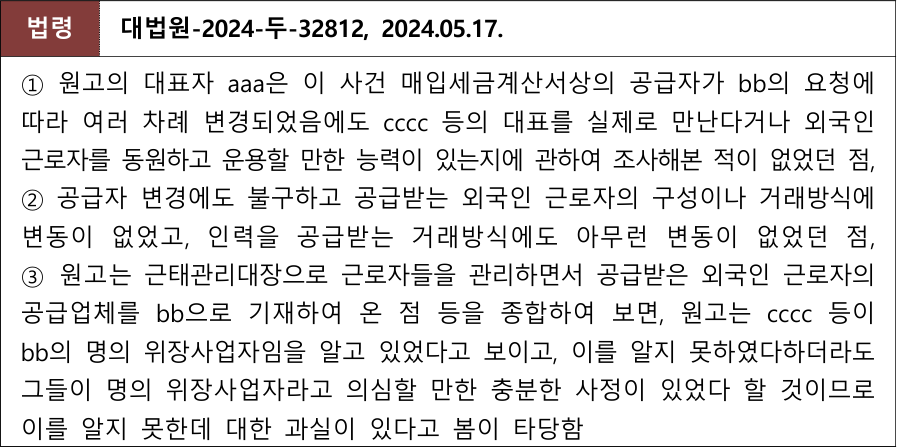 법령 대법원-2024-두-32812, 2024.05.17.
① 원고의 대표자 aaa은 이 사건 매입세금계산서상의 공급자가 bb의 요청에
따라 여러 차례 변경되었음에도 cccc 등의 대표를 실제로 만난다거나 외국인
근로자를 동원하고 운용할 만한 능력이 있는지에 관하여 조사해본 적이 없었던 점,
② 공급자 변경에도 불구하고 공급받는 외국인 근로자의 구성이나 거래방식에
변동이 없었고, 인력을 공급받는 거래방식에도 아무런 변동이 없었던 점,
③ 원고는 근태관리대장으로 근로자들을 관리하면서 공급받은 외국인 근로자의
공급업체를 bb으로 기재하여 온 점 등을 종합하여 보면, 원고는 cccc 등이
bb의 명의 위장사업자임을 알고 있었다고 보이고, 이를 알지 못하였다하더라도
그들이 명의 위장사업자라고 의심할 만한 충분한 사정이 있었다 할 것이므로
이를 알지 못한데 대한 과실이 있다고 봄이 타당함